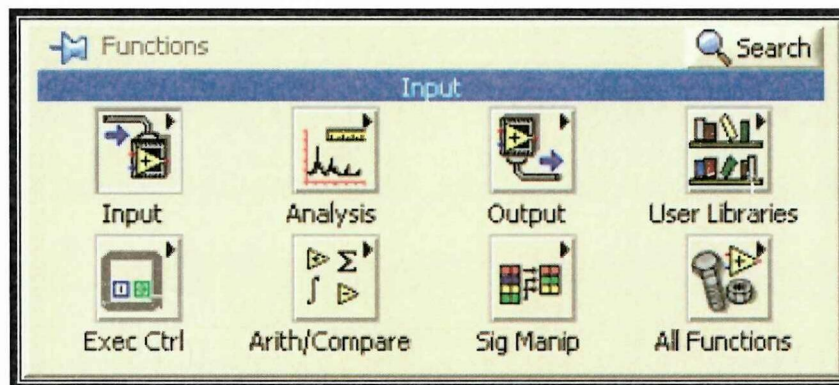 Functions Search
Input
Input Analysis Output User Libraries
Exec Ctrl Arith/Compare Sig Manip All Functions